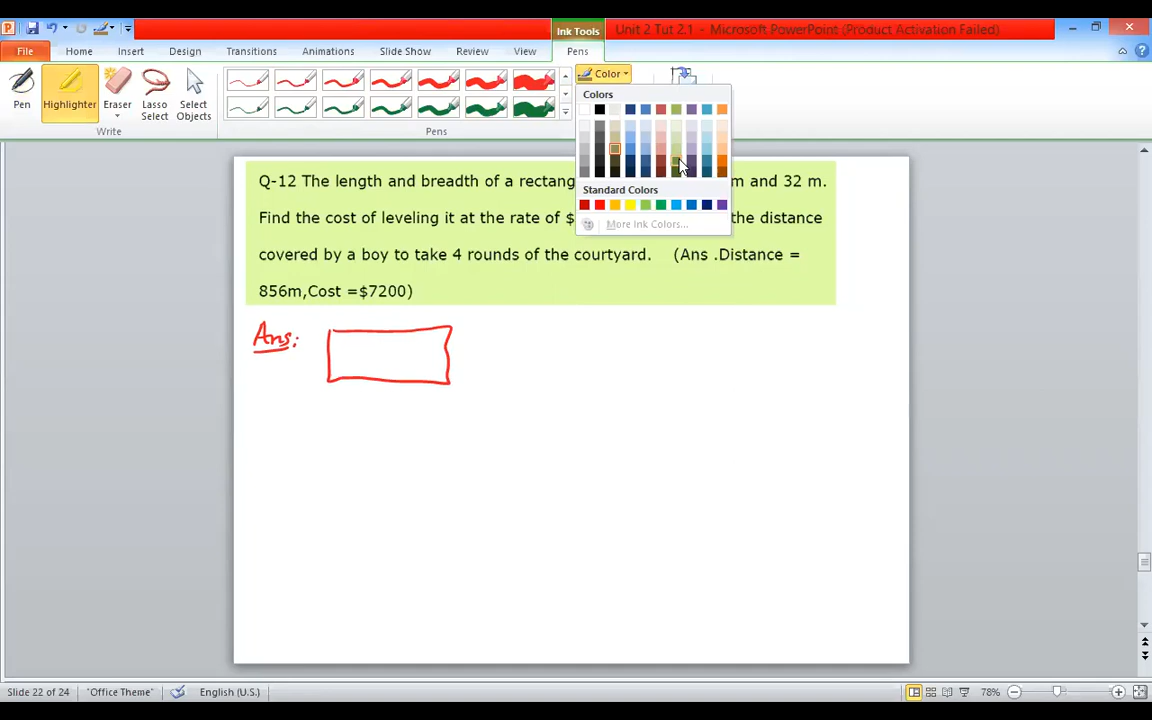 Unit 2 Tut 2.1 - Microsoft PowerPoint (Product Activation Failed)
Ink Tools
File Home Insert Design Transitions Animations Slide Show Review View Pens
Pen Highlighter Eraser Lasso Select Select Objects
Color
Write
Pens
Colors
Standard Colors
More Ink Colors...
Q-12 The length and breadth of a rectang m and 32 m.
Find the cost of leveling it at the rate of $ the distance
covered by a boy to take 4 rounds of the courtyard. (Ans .Distance =
856m,Cost =$7200)
Ans:
Slide 22 of 24 "Office Theme" English (U.S.) 78%